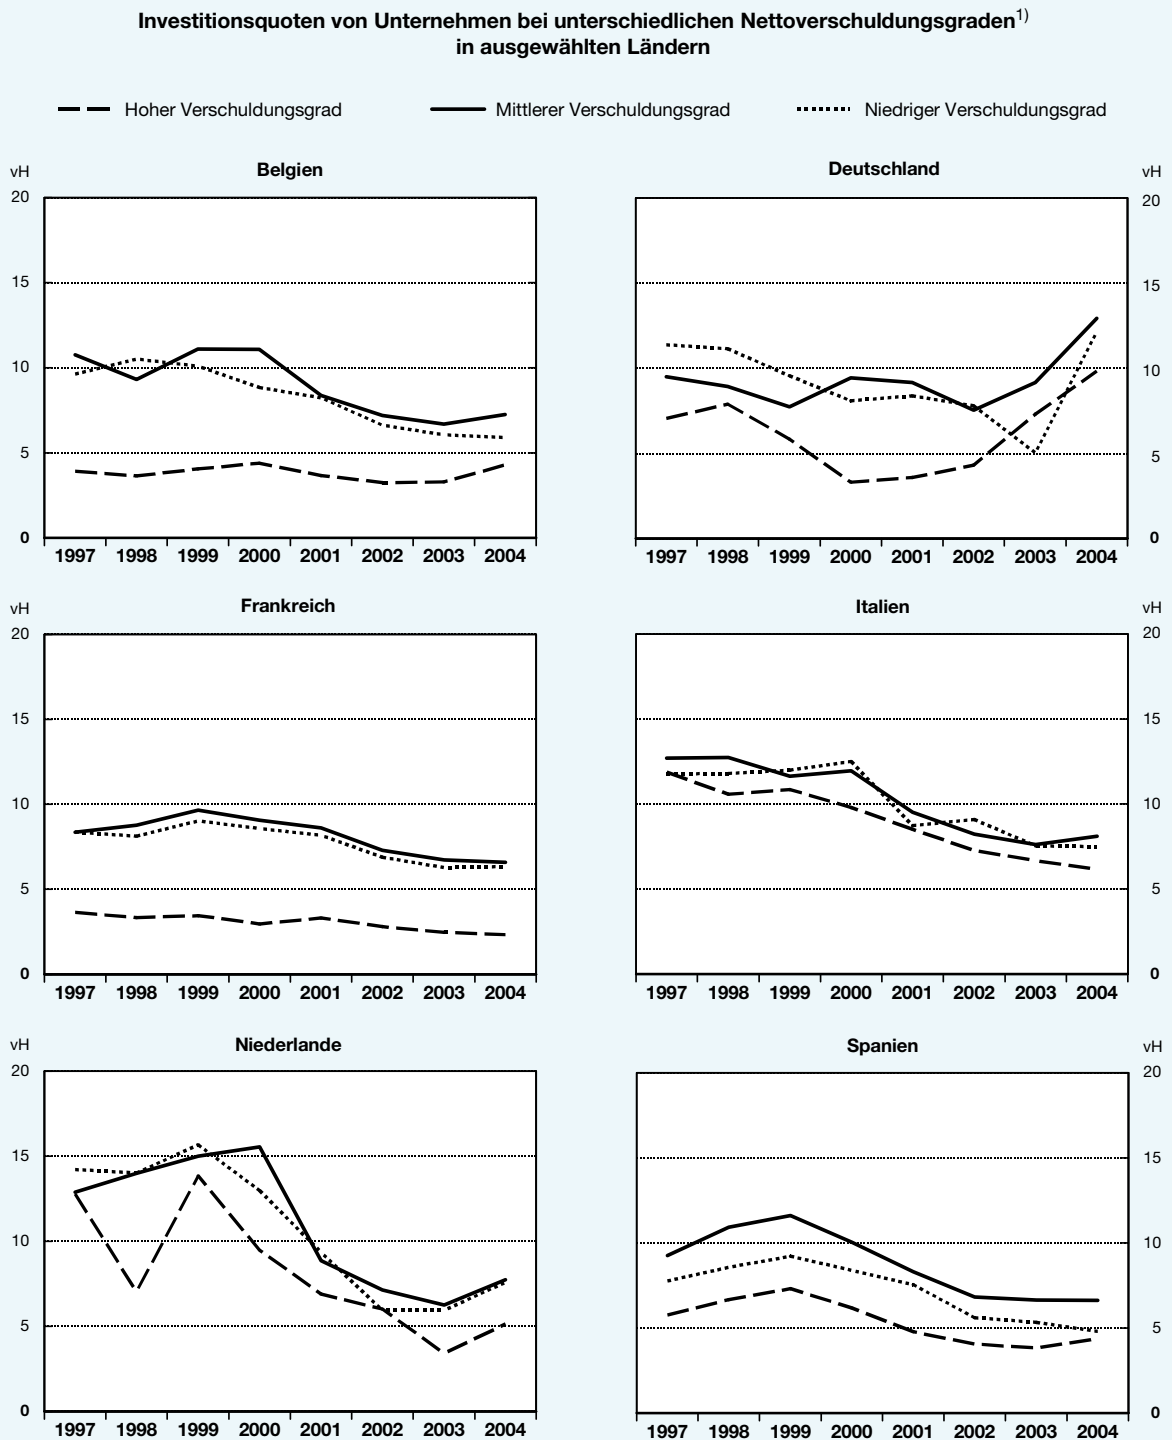 Investitionsquoten von Unternehmen bei unterschiedlichen Nettoverschuldungsgraden1)
in ausgewählten Ländern
Hoher Verschuldungsgrad
Mittlerer Verschuldungsgrad
Niedriger Verschuldungsgrad
vH
Belgien
20
15
10
5
0
1997 1998 1999 2000 2001 2002 2003 2004
Deutschland
vH
20
15
10
5
0
1997 1998 1999 2000 2001 2002 2003 2004
vH
Frankreich
20
15
10
5
0
1997 1998 1999 2000 2001 2002 2003 2004
Italien
vH
20
15
10
5
0
1997 1998 1999 2000 2001 2002 2003 2004
vH
Niederlande
20
15
10
5
0
1997 1998 1999 2000 2001 2002 2003 2004
Spanien
vH
20
15
10
5
0
1997 1998 1999 2000 2001 2002 2003 2004